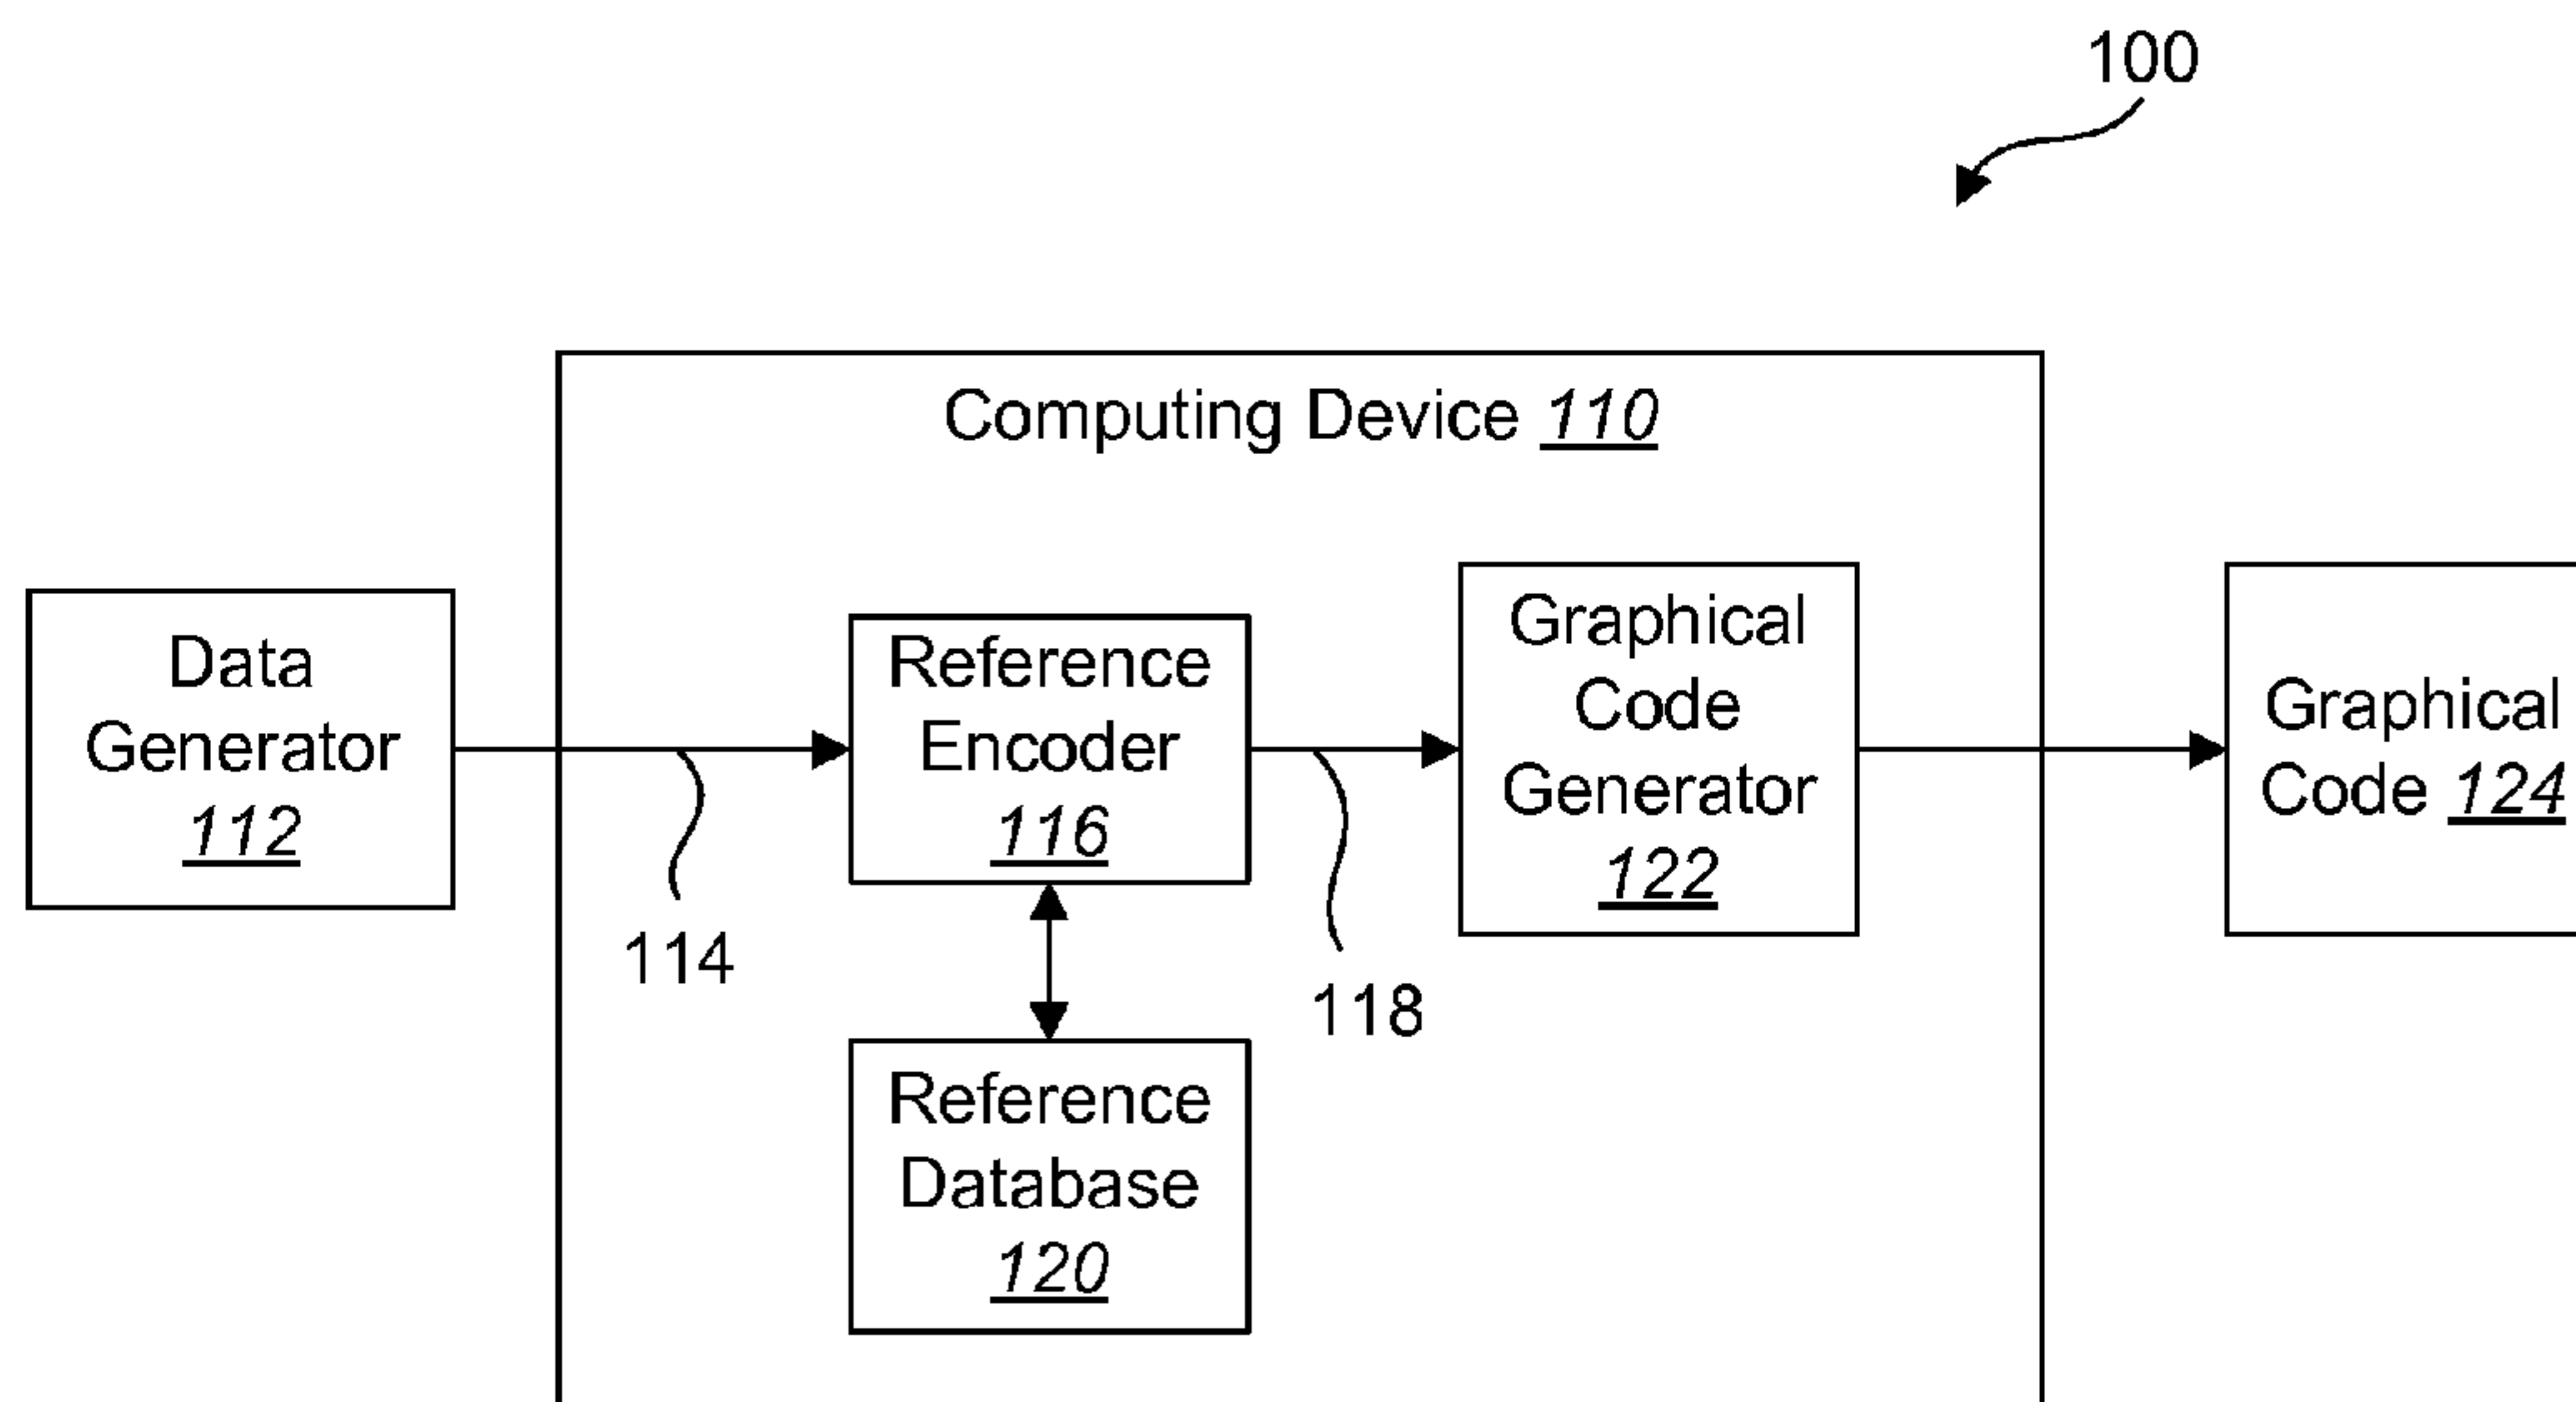 100
Computing Device 110
Data
Generator
112
Reference
Encoder
116
Graphical
Code
Generator
122
Graphical
Code 124
114
118
Reference
Database
120